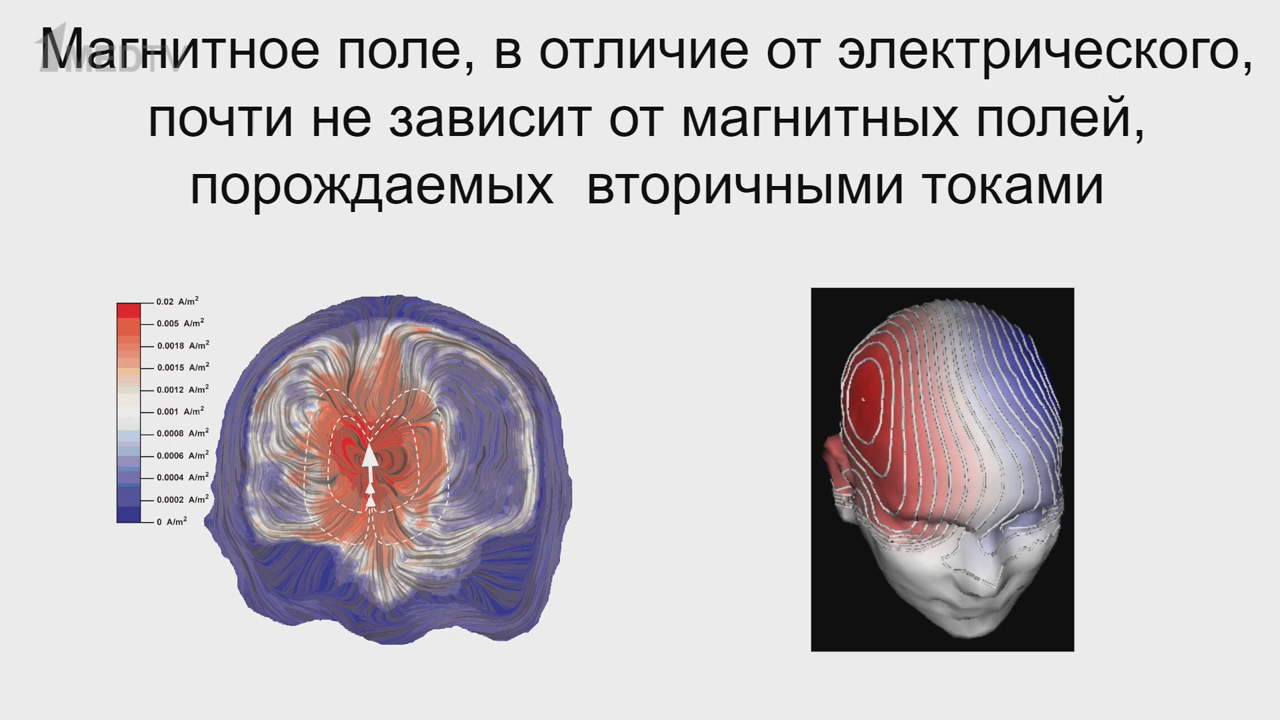 Магнитное поле, в отличие от электрического,
почти не зависит от магнитных полей,
порождаемых вторичными токами
1MEDTV
0.02 A/m²
0.005 A/m²
0.0018 A/m²
0.0015 A/m²
0.0012 A/m²
0.001 A/m²
0.0008 A/m²
0.0006 A/m²
0.0004 A/m²
0.0002 A/m²
0 A/m²